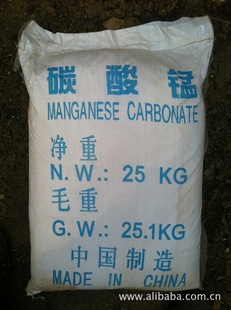 碳酸锰
MANGANESE CARBONATE
净重
N.W.: 25 KG
毛重
G.W.: 25.1KG
中国制造
MADE IN CHINA
www.alibaba.com.cn